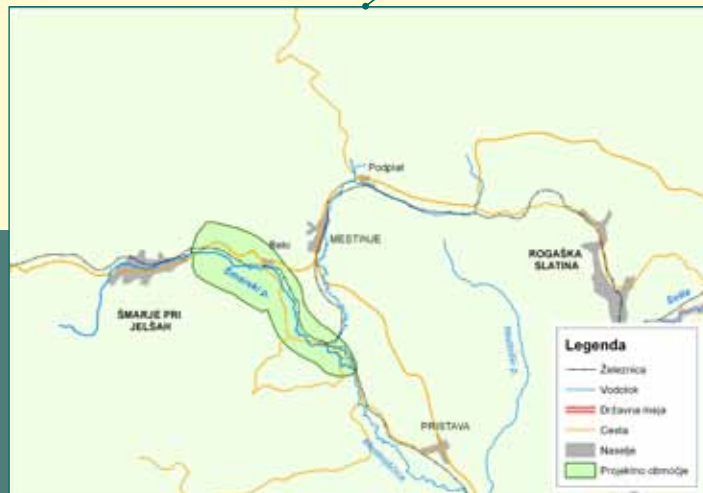 Podplat
MESTINJE
Belo
ROGAŠKA
SLATINA
Šmarski p.
ŠMARJE PRI
JELŠAH
Sotla
PRISTAVA
Legenda
Železnica
Vodotok
Državna meja
Cesta
Naselje
Projektno območje